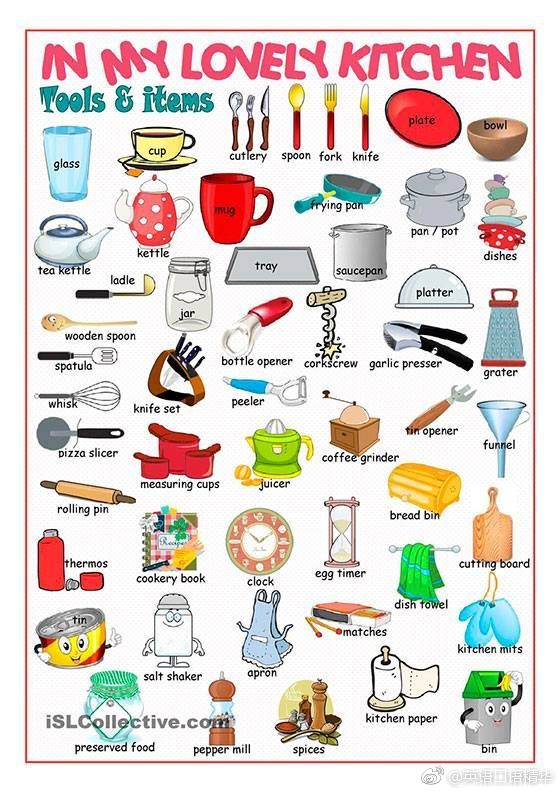 IN MY LOVELY KITCHEN
Tools & items
glass
cup
cutlery
spoon
fork
knife
plate
bowl
kettle
mug
frying pan
pan / pot
dishes
tea kettle
ladle
jar
tray
saucepan
platter
wooden spoon
bottle opener
corkscrew
garlic presser
grater
spatula
whisk
knife set
peeler
coffee grinder
tin opener
funnel
pizza slicer
measuring cups
juicer
rolling pin
bread bin
thermos
Recipes
cookery book
clock
egg timer
dish towel
cutting board
tin
salt shaker
apron
matches
kitchen mits
iSLCollective.com
preserved food
pepper mill
spices
kitchen paper
bin
@英语口语精华